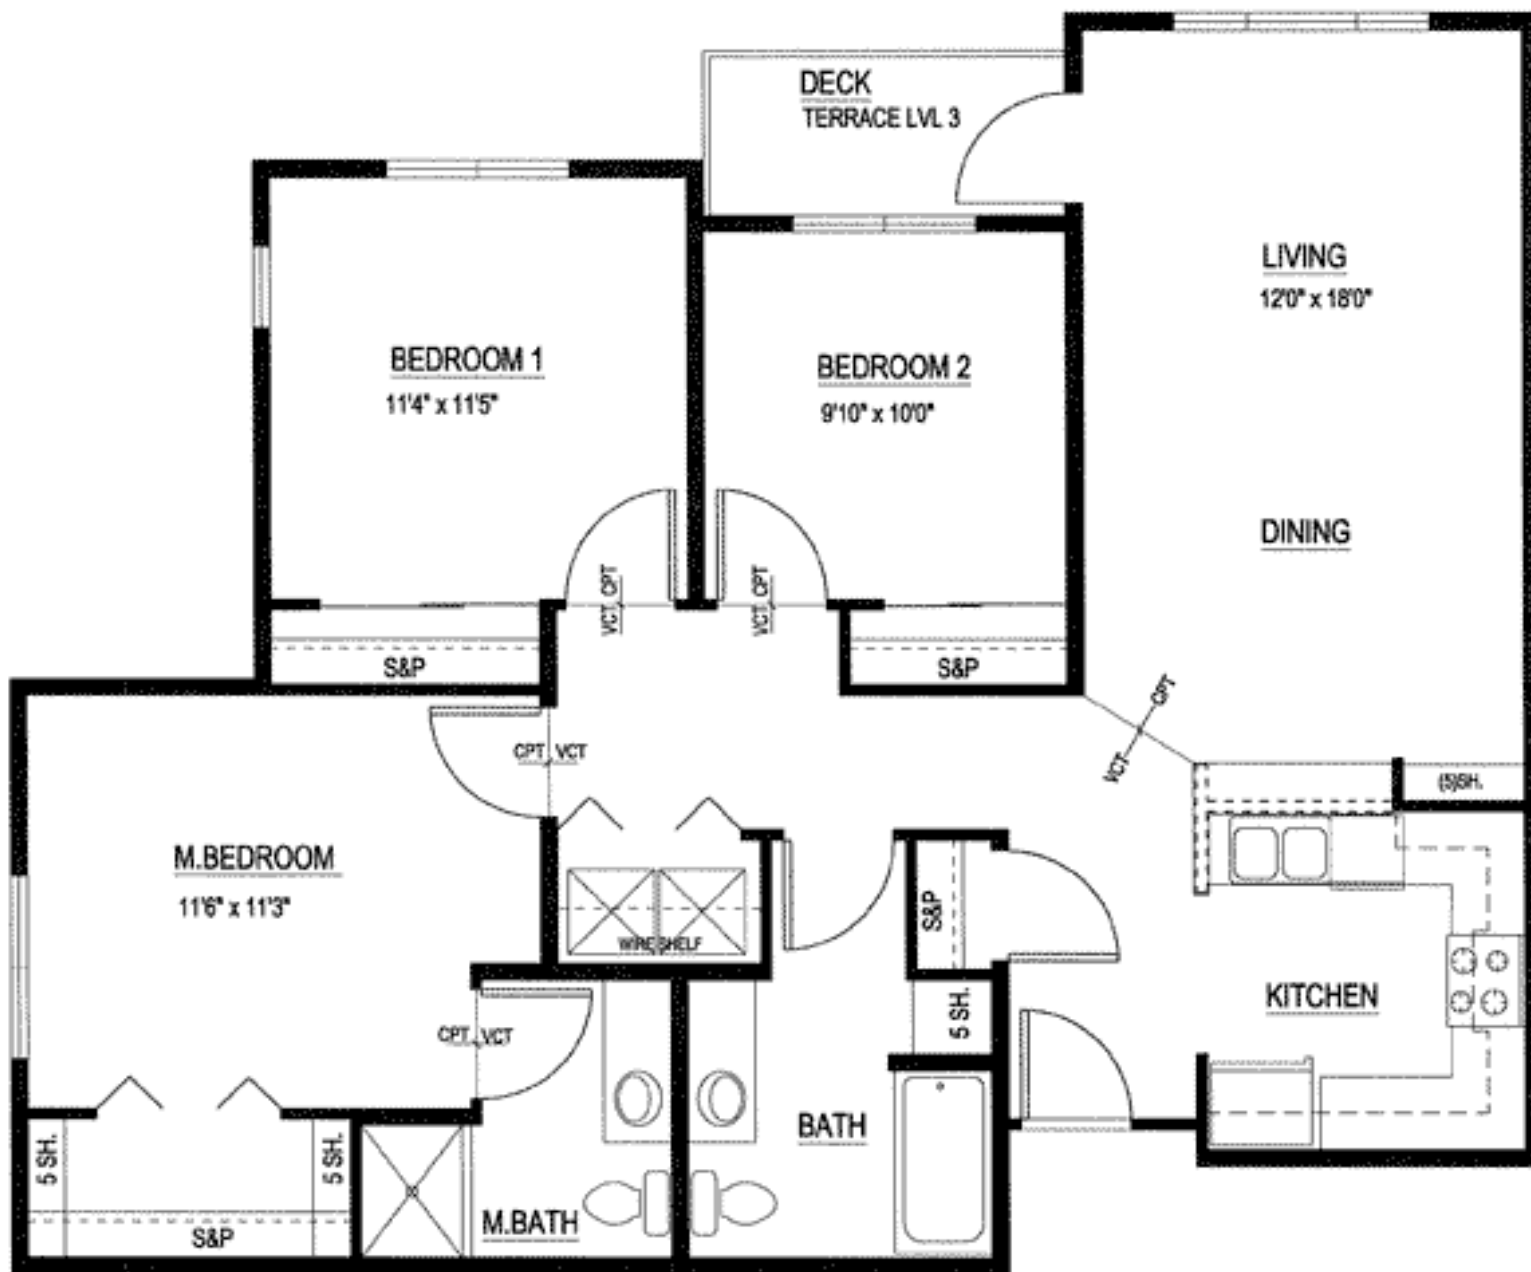 DECK
TERRACE LVL 3
LIVING
12'0" x 18'0"
BEDROOM 1
11'4" x 11'5"
BEDROOM 2
9'10" x 10'0"
DINING
VCT CPT
VCT CPT
S&P
S&P
CPT
VCT
CPT VCT
(5)SH.
M.BEDROOM
11'6" x 11'3"
WIRE SHELF
S&P
KITCHEN
5 SH.
CPT VCT
BATH
5 SH.
5 SH.
M.BATH
S&P